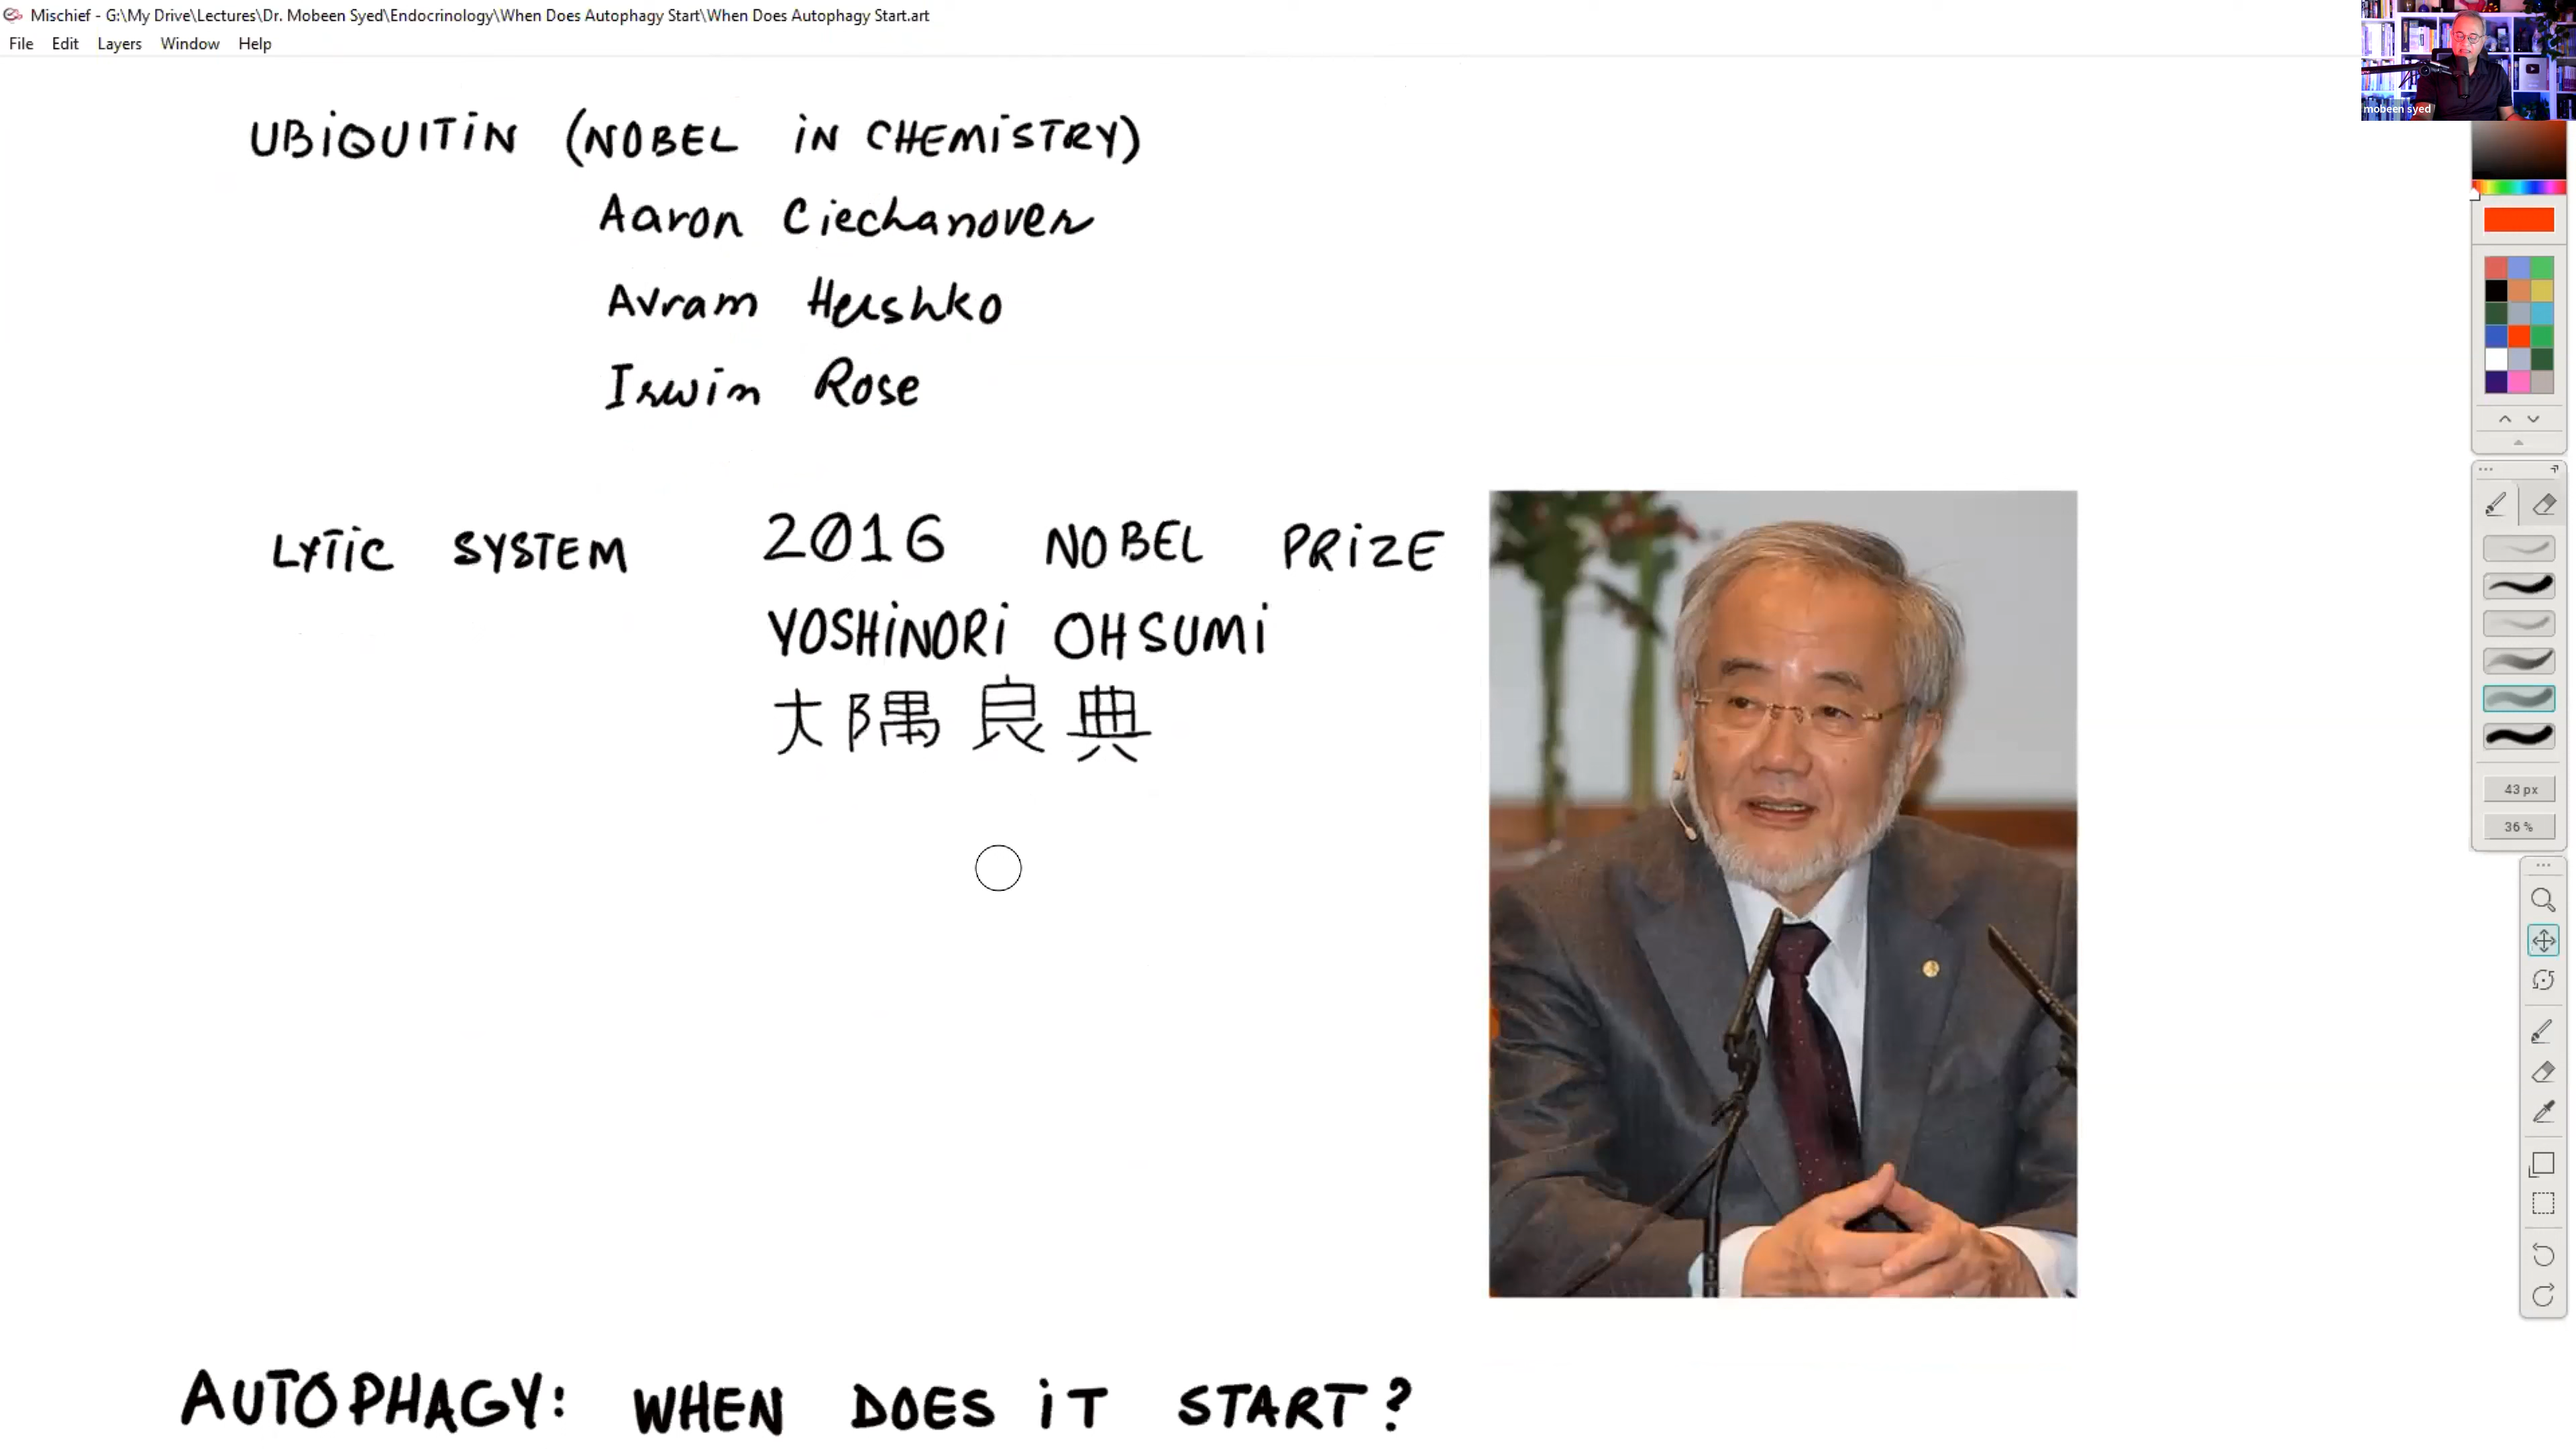 Mischief - G:\My Drive\Lectures\Dr. Mobeen Syed\Endocrinology\When Does Autophagy Start\When Does Autophagy Start.art
File Edit Layers Window Help
mobeen syed
UBiQUITiN (NOBEL iN CHEMiSTRY)
Aaron Ciechanover
Avram Hershko
Irwin Rose
LYTiC SYSTEM 2016 NOBEL PRiZE
YOSHiNORi OHSUMi
大隅良典
43 px
36 %
AUTOPHAGY: WHEN DOES iT START?